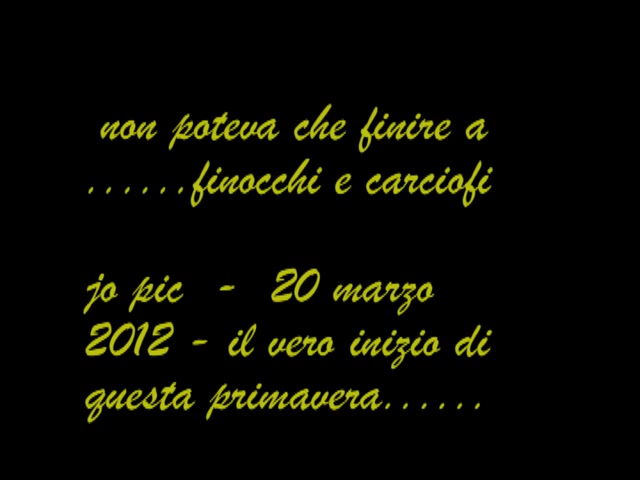 non poteva che finire a
......finocchi e carciofi
jo pic - 20 marzo
2012 - il vero inizio di
questa primavera......